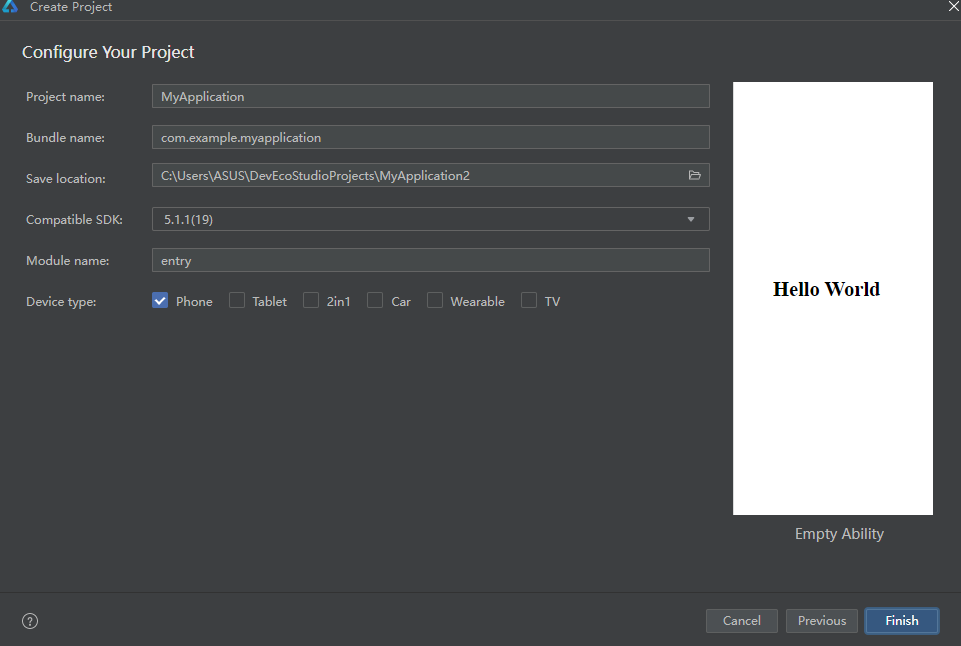 Create Project
Configure Your Project
Project name: MyApplication
Bundle name: com.example.myapplication
Save location: C:\Users\ASUS\DevEcoStudioProjects\MyApplication2
Compatible SDK: 5.1.1(19)
Module name: entry
Device type: Phone Tablet 2in1 Car Wearable TV
Hello World
Empty Ability
? Cancel Previous Finish